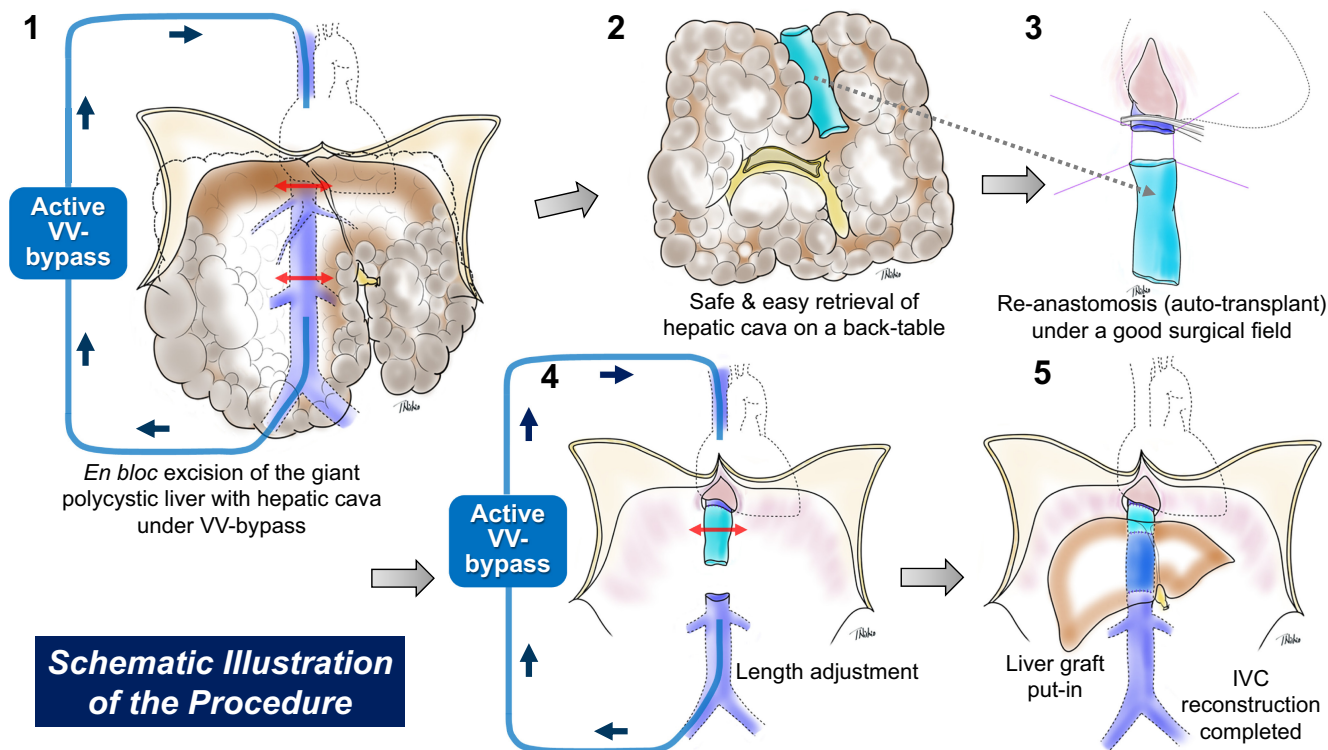 1
Active
VV-
bypass
En bloc excision of the giant
polycystic liver with hepatic cava
under VV-bypass
2
Safe & easy retrieval of
hepatic cava on a back-table
3
Re-anastomosis (auto-transplant)
under a good surgical field
4
Active
VV-
bypass
Length adjustment
5
Liver graft
put-in
IVC
reconstruction
completed
Schematic Illustration
of the Procedure